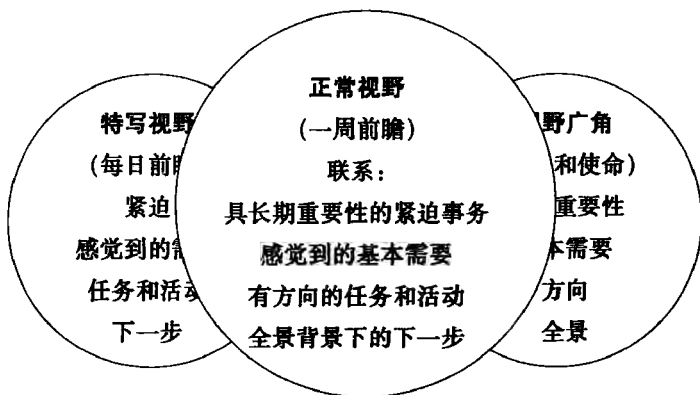 特写视野
(每日前
紧迫
感觉到的需
任务和活动
下一步
正常视野
(一周前瞻)
联系:
具长期重要性的紧迫事务
感觉到的基本需要
有方向的任务和活动
全景背景下的下一步
野广角
和使命)
重要性
本需要
方向
全景